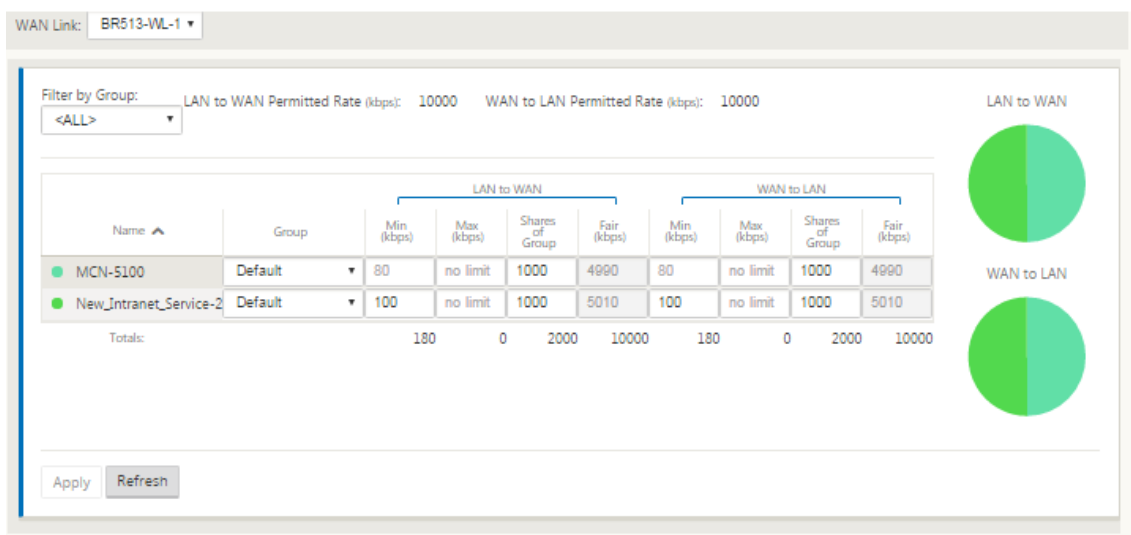 WAN Link: BR513-WL-1
Filter by Group: <ALL> LAN to WAN Permitted Rate (kbps): 10000 WAN to LAN Permitted Rate (kbps): 10000
LAN to WAN
LAN to WAN WAN to LAN
Name Group Min (kbps) Max (kbps) Shares of Group Fair (kbps) Min (kbps) Max (kbps) Shares of Group Fair (kbps)
MCN-5100 Default 80 no limit 1000 4990 80 no limit 1000 4990
WAN to LAN
New_Intranet_Service-2 Default 100 no limit 1000 5010 100 no limit 1000 5010
Totals: 180 0 2000 10000 180 0 2000 10000
Apply Refresh